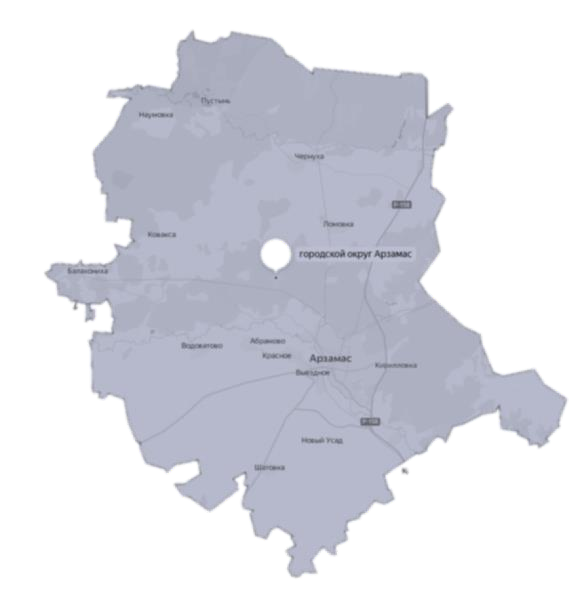 Пустынь
Наумовка
Чернуха
Р-158
Ломовка
Ковакса
городской округ Арзамас
Балахониха
Абрамово
Водоватово
Красное
Арзамас
Выездное
Кирилловка
Р-158
Новый Усад
Шатовка